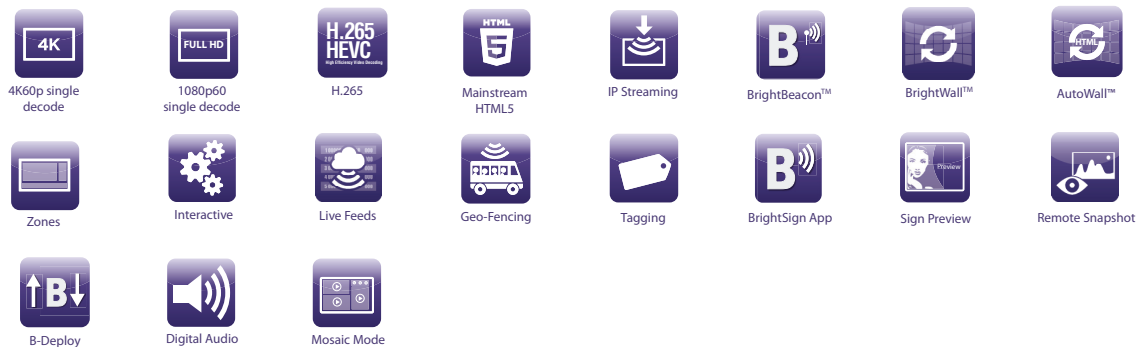 4K
FULL HD
H.265
HEVC
High Efficiency Video Decoding
HTML
5
B
HTML
4K60p single
decode
1080p60
single decode
H.265
Mainstream
HTML5
IP Streaming
BrightBeacon™
BrightWall™
AutoWall™
B
Preview
Zones
Interactive
Live Feeds
Geo-Fencing
Tagging
BrightSign App
Sign Preview
Remote Snapshot
B
B-Deploy
Digital Audio
Mosaic Mode